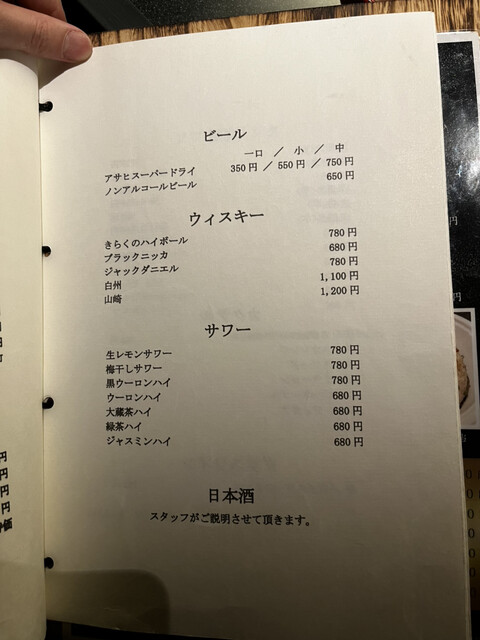 ビール
一口 ／ 小 ／ 中
アサヒスーパードライ 350円 ／ 550円 ／ 750円
ノンアルコールビール 650円
ウィスキー
きらくのハイボール 780円
ブラックニッカ 680円
ジャックダニエル 780円
白州 1,100円
山崎 1,200円
サワー
生レモンサワー 780円
梅干しサワー 780円
黒ウーロンハイ 780円
ウーロンハイ 680円
大蔵茶ハイ 680円
緑茶ハイ 680円
ジャスミンハイ 680円
日本酒
スタッフがご説明させて頂きます。